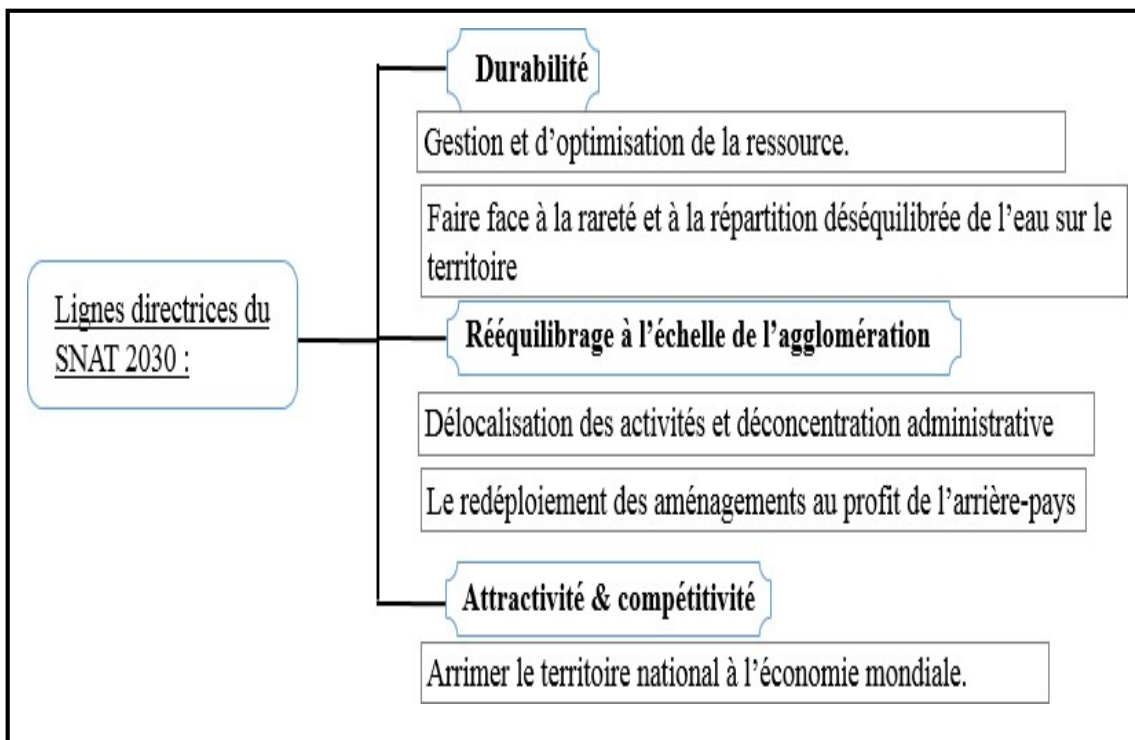 Durabilité
Gestion et d’optimisation de la ressource.
Faire face à la rareté et à la répartition déséquilibrée de l’eau sur le
territoire
Lignes directrices du
SNAT 2030 :
Rééquilibrage à l’échelle de l’agglomération
Délocalisation des activités et déconcentration administrative
Le redéploiement des aménagements au profit de l’arrière-pays
Attractivité & compétitivité
Arrimer le territoire national à l’économie mondiale.